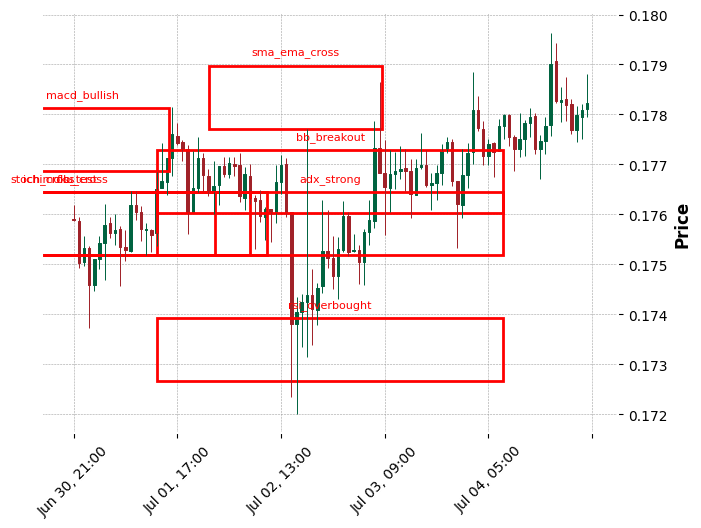 0.180
sma_ema_cross
0.179
macd_bullish
0.178
bb_breakout
0.177
adx_strong
0.176
Price
0.175
rsi_overbought
0.174
0.173
0.172
Jun 30, 21:00
Jul 01, 17:00
Jul 02, 13:00
Jul 03, 09:00
Jul 04, 05:00